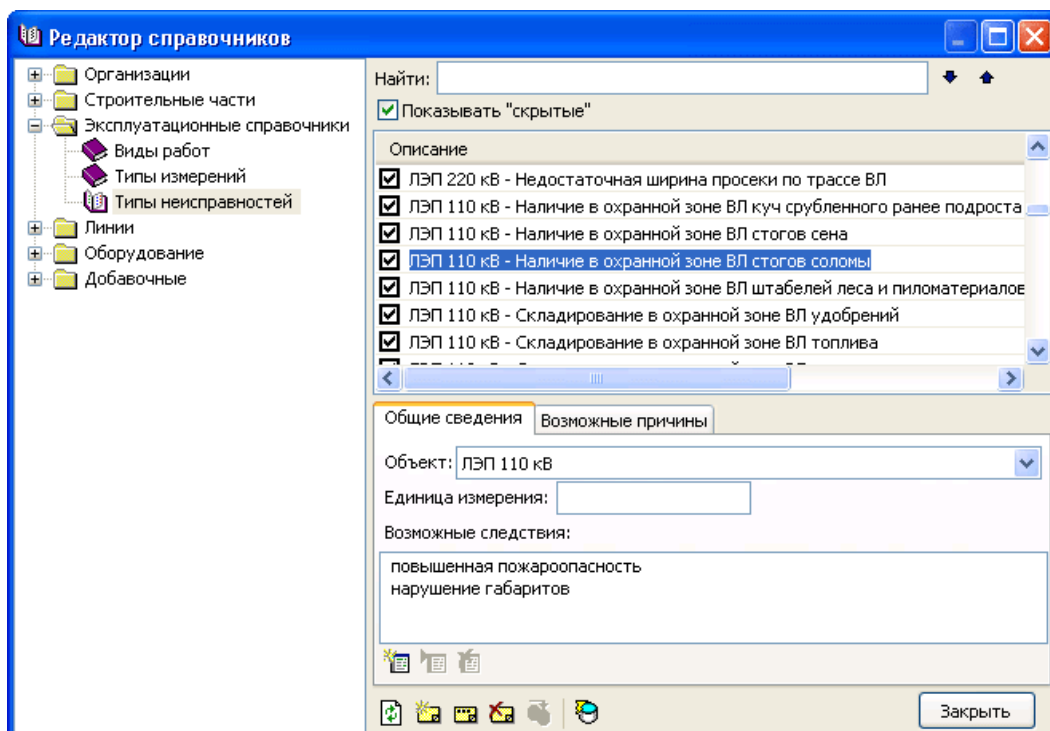 Редактор справочников
Организации
Строительные части
Эксплуатационные справочники
Виды работ
Типы измерений
Типы неисправностей
Линии
Оборудование
Добавочные
Найти:
Показывать "скрытые"
Описание
ЛЭП 220 кВ - Недостаточная ширина просеки по трассе ВЛ
ЛЭП 110 кВ - Наличие в охранной зоне ВЛ куч срубленного ранее подроста
ЛЭП 110 кВ - Наличие в охранной зоне ВЛ стогов сена
ЛЭП 110 кВ - Наличие в охранной зоне ВЛ стогов соломы
ЛЭП 110 кВ - Наличие в охранной зоне ВЛ штабелей леса и пиломатериалов
ЛЭП 110 кВ - Складирование в охранной зоне ВЛ удобрений
ЛЭП 110 кВ - Складирование в охранной зоне ВЛ топлива
Общие сведения
Возможные причины
Объект: ЛЭП 110 кВ
Единица измерения:
Возможные следствия:
повышенная пожароопасность
нарушение габаритов
Закрыть